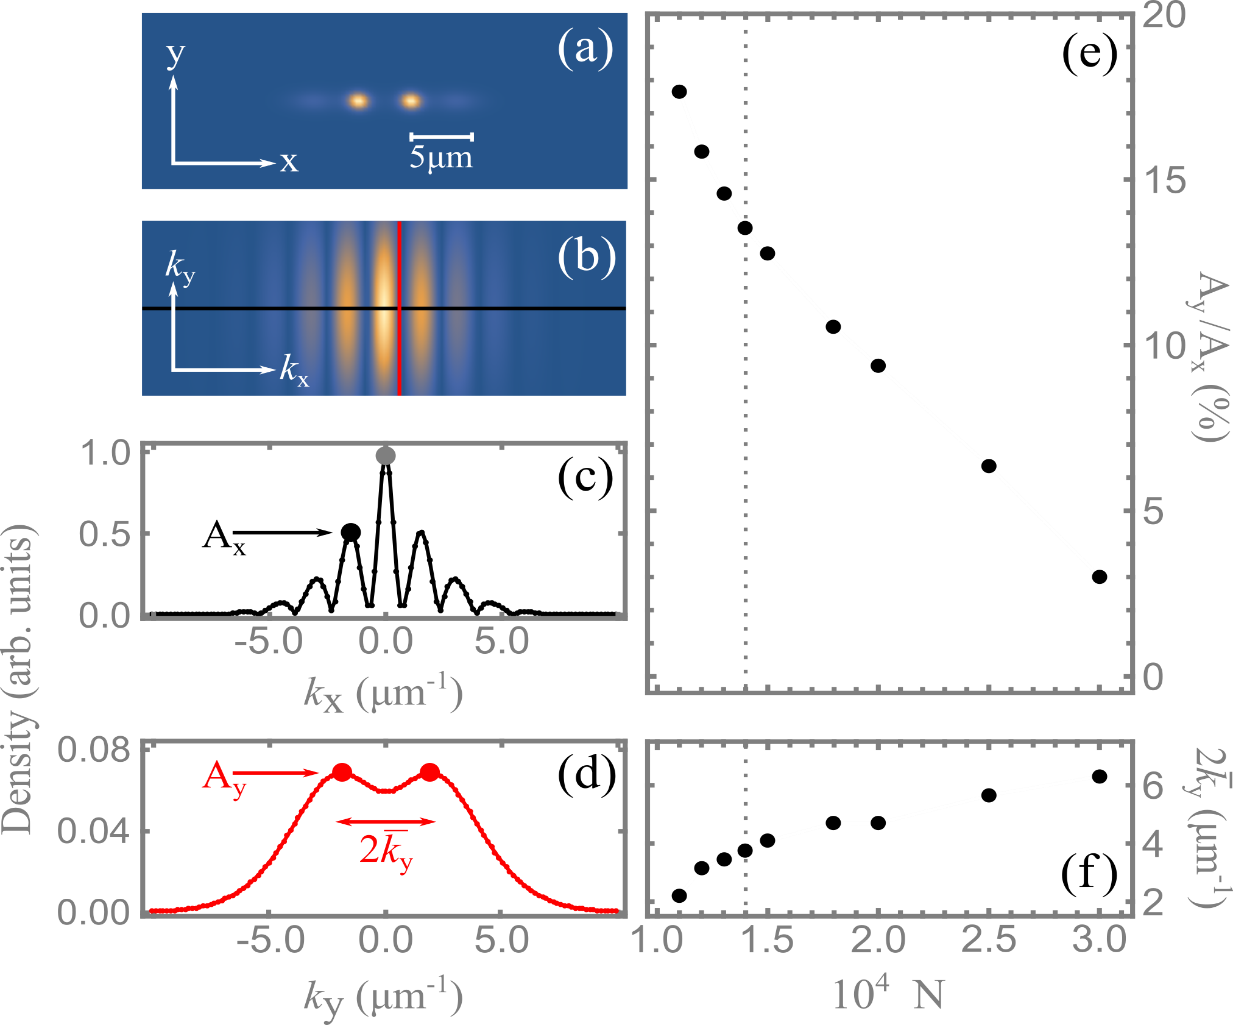 (a)
y
x
5μm
(b)
k_y
k_x
Density (arb. units)
1.0
0.5
0.0
(c)
A_x
-5.0 0.0 5.0
k_x (μm⁻¹)
0.08
0.04
0.00
(d)
A_y
2k̅_y
-5.0 0.0 5.0
k_y (μm⁻¹)
(e)
20
15
10
5
0
A_y/A_x (%)
(f)
6
4
2
2k̅_y (μm⁻¹)
1.0 1.5 2.0 2.5 3.0
10⁴ N